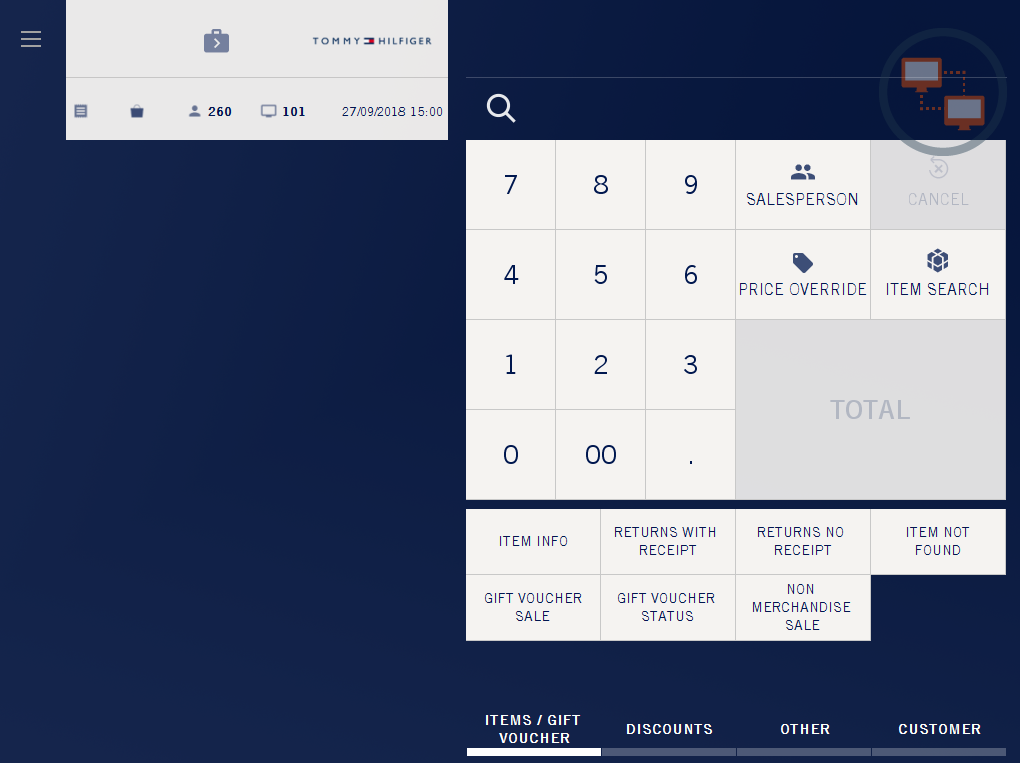 TOMMY HILFIGER
260 101 27/09/2018 15:00
7 8 9 SALESPERSON CANCEL
4 5 6 PRICE OVERRIDE ITEM SEARCH
1 2 3 TOTAL
0 00 .
ITEM INFO
RETURNS WITH
RECEIPT
RETURNS NO
RECEIPT
ITEM NOT
FOUND
GIFT VOUCHER
SALE
GIFT VOUCHER
STATUS
NON
MERCHANDISE
SALE
ITEMS / GIFT
VOUCHER
DISCOUNTS
OTHER
CUSTOMER